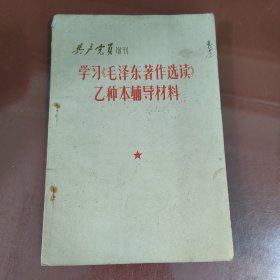 共产党员 增刊
学习《毛泽东著作选读》
乙种本辅导材料